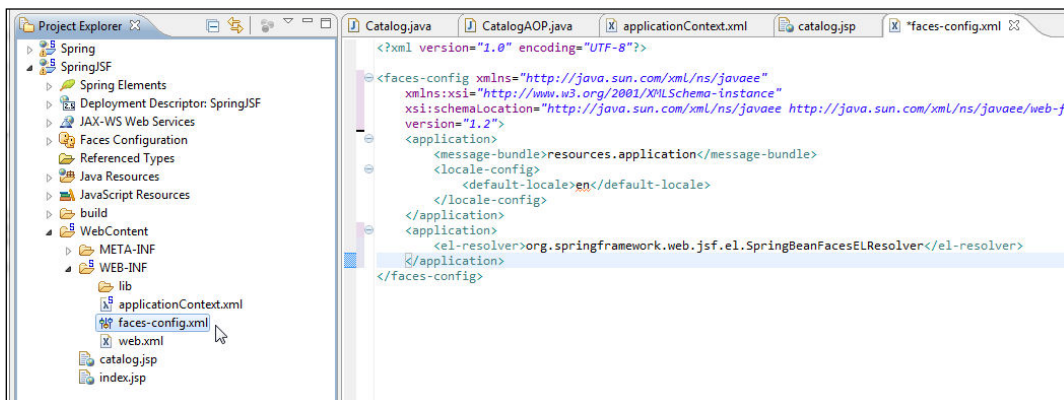 Project Explorer
Catalog.java
CatalogAOP.java
applicationContext.xml
catalog.jsp
*faces-config.xml
Spring
SpringJSF
Spring Elements
Deployment Descriptor: SpringJSF
JAX-WS Web Services
Faces Configuration
Referenced Types
Java Resources
JavaScript Resources
build
WebContent
META-INF
WEB-INF
lib
applicationContext.xml
faces-config.xml
web.xml
catalog.jsp
index.jsp
<?xml version="1.0" encoding="UTF-8"?>
<faces-config xmlns="http://java.sun.com/xml/ns/javaee"
xmlns:xsi="http://www.w3.org/2001/XMLSchema-instance"
xsi:schemaLocation="http://java.sun.com/xml/ns/javaee http://java.sun.com/xml/ns/javaee/web-f
version="1.2">
<application>
<message-bundle>resources.application</message-bundle>
<locale-config>
<default-locale>en</default-locale>
</locale-config>
</application>
<application>
<el-resolver>org.springframework.web.jsf.el.SpringBeanFacesELResolver</el-resolver>
</application>
</faces-config>